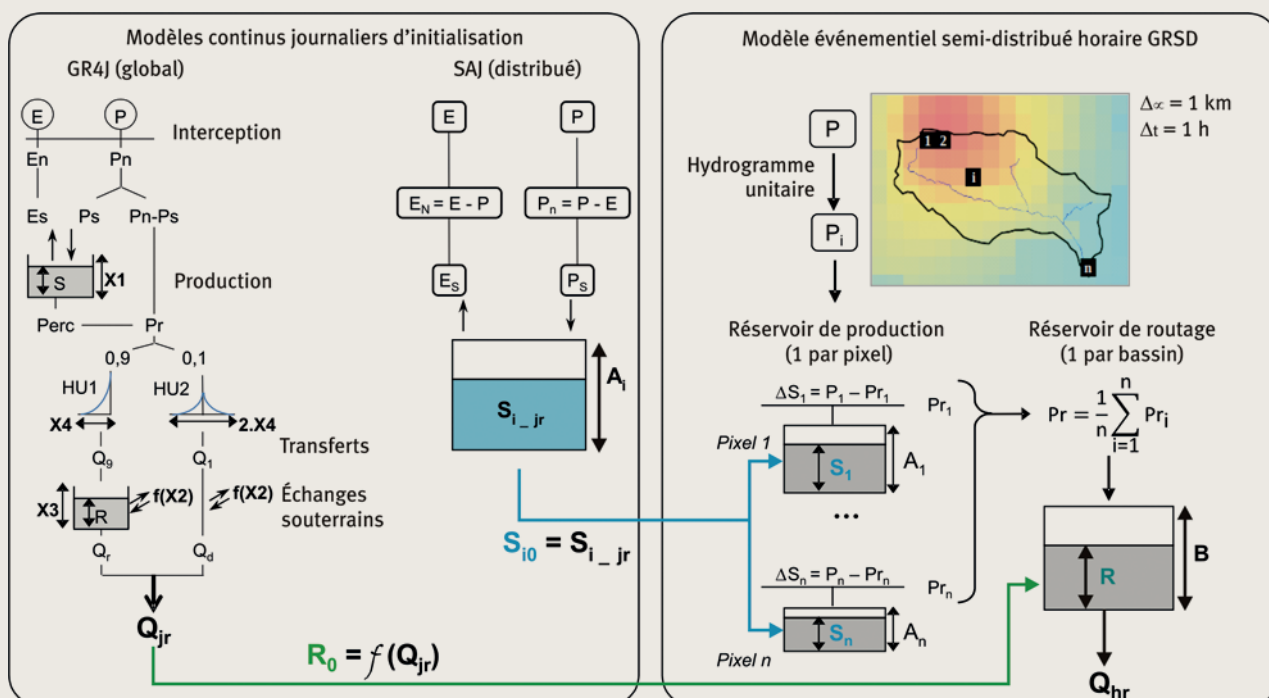 Modèles continus journaliers d'initialisation
GR4J (global)
SAJ (distribué)
E
P
Interception
En
Pn
Es
Ps
Pn-Ps
S
X1
Production
Perc
Pr
0,9
0,1
HU1
HU2
X4
2.X4
Transferts
Q9
Q1
X3
R
f(X2)
f(X2)
Échanges
souterrains
Qr
Qd
Qjr
E
P
EN = E - P
Pn = P - E
ES
PS
Ai
Si_jr
Si0 = Si_jr
R0 = f(Qjr)
Modèle événementiel semi-distribué horaire GRSD
P
Hydrogramme
unitaire
Pi
1 2
i
n
Δ∝ = 1 km
Δt = 1 h
Réservoir de production
(1 par pixel)
Réservoir de routage
(1 par bassin)
ΔS1 = P1 – Pr1
Pr1
Pixel 1
S1
A1
...
ΔSn = Pn – Prn
Prn
Pixel n
Sn
An
Pr = 1/n ∑ i=1 n Pri
R
B
Qhr